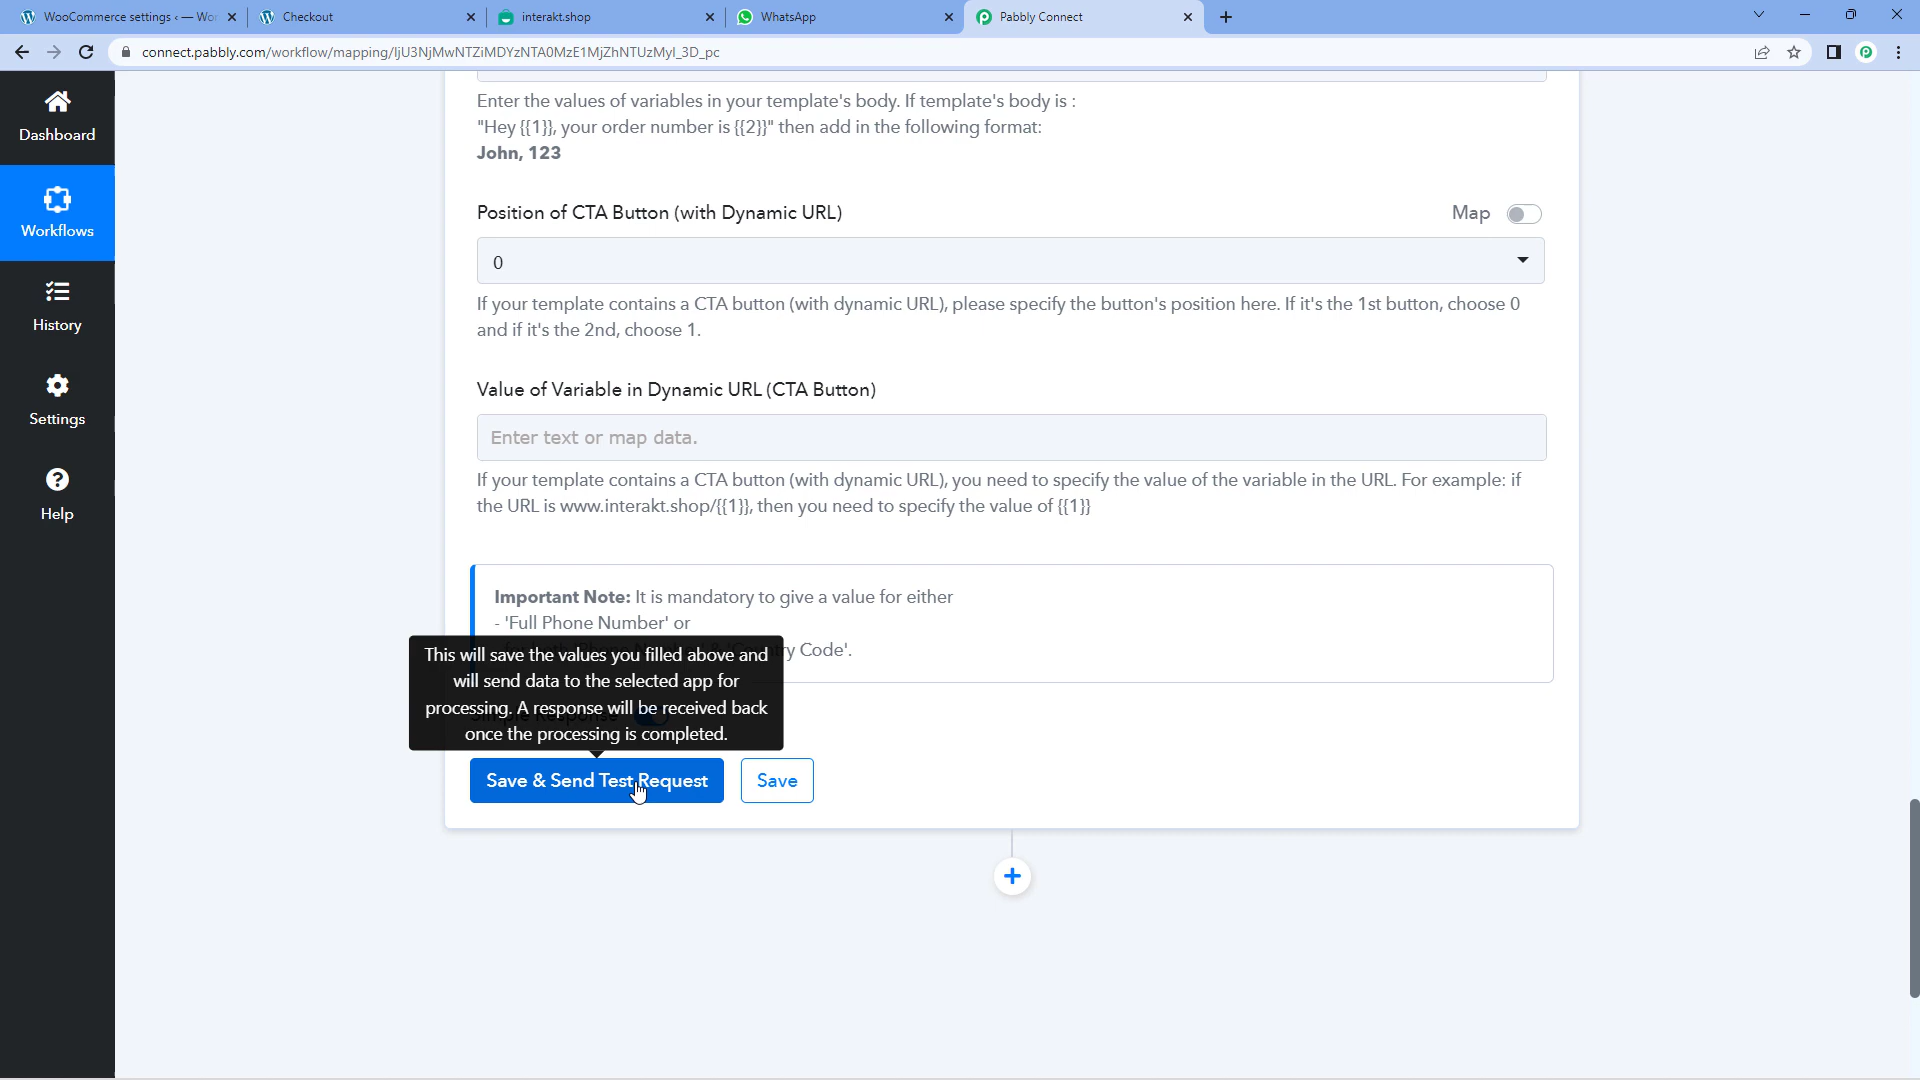 WooCommerce settings ‹ — Wor
Checkout
interakt.shop
WhatsApp
Pabbly Connect
connect.pabbly.com/workflow/mapping/IjU3NjMwNTZiMDYzNTA0MzE1MjZhNTUzMyI_3D_pc
Dashboard
Workflows
History
Settings
Help
Enter the values of variables in your template's body. If template's body is :
"Hey {{1}}, your order number is {{2}}" then add in the following format:
John, 123
Position of CTA Button (with Dynamic URL)
Map
0
If your template contains a CTA button (with dynamic URL), please specify the button's position here. If it's the 1st button, choose 0
and if it's the 2nd, choose 1.
Value of Variable in Dynamic URL (CTA Button)
Enter text or map data.
If your template contains a CTA button (with dynamic URL), you need to specify the value of the variable in the URL. For example: if
the URL is www.interakt.shop/{{1}}, then you need to specify the value of {{1}}
Important Note: It is mandatory to give a value for either
- 'Full Phone Number' or
Code'.
This will save the values you filled above and
will send data to the selected app for
processing. A response will be received back
once the processing is completed.
Simple Response
Save & Send Test Request
Save